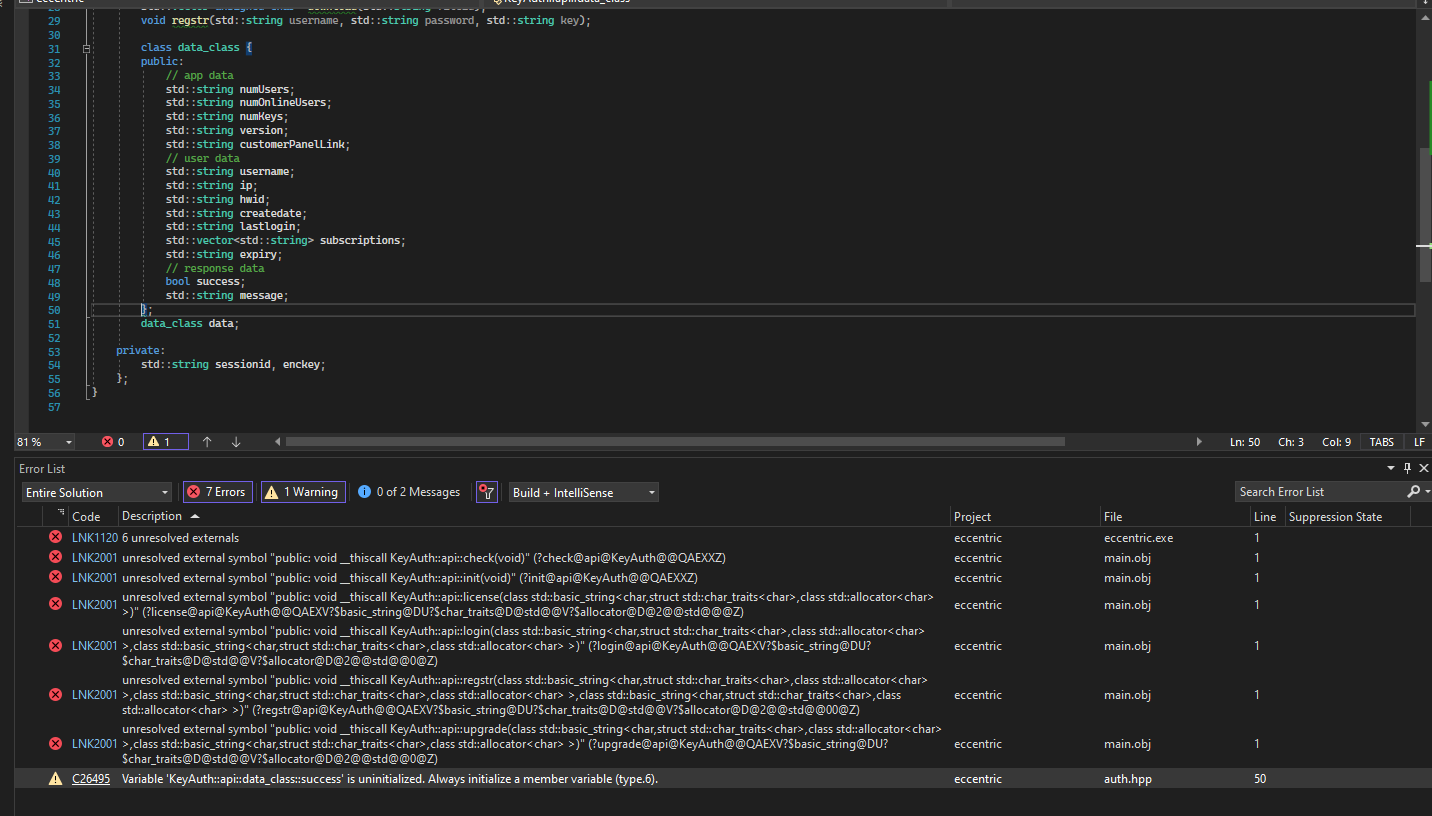 29 void regstr(std::string username, std::string password, std::string key);
30
31 class data_class {
32 public:
33 // app data
34 std::string numUsers;
35 std::string numOnlineUsers;
36 std::string numKeys;
37 std::string version;
38 std::string customerPanelLink;
39 // user data
40 std::string username;
41 std::string ip;
42 std::string hwid;
43 std::string createdate;
44 std::string lastlogin;
45 std::vector<std::string> subscriptions;
46 std::string expiry;
47 // response data
48 bool success;
49 std::string message;
50 };
51 data_class data;
52
53 private:
54 std::string sessionid, enckey;
55 };
56 }
57
81 % 0 1 Ln: 50 Ch: 3 Col: 9 TABS LF
Error List
Entire Solution 7 Errors 1 Warning 0 of 2 Messages Build + IntelliSense Search Error List
Code Description Project File Line Suppression State
LNK1120 6 unresolved externals eccentric eccentric.exe 1
LNK2001 unresolved external symbol "public: void __thiscall KeyAuth::api::check(void)" (?check@api@KeyAuth@@QAEXXZ) eccentric main.obj 1
LNK2001 unresolved external symbol "public: void __thiscall KeyAuth::api::init(void)" (?init@api@KeyAuth@@QAEXXZ) eccentric main.obj 1
unresolved external symbol "public: void __thiscall KeyAuth::api::license(class std::basic_string<char,struct std::char_traits<char>,class std::allocator<char>
LNK2001 >)" (?license@api@KeyAuth@@QAEXV?$basic_string@DU?$char_traits@D@std@@V?$allocator@D@2@@std@@@Z) eccentric main.obj 1
unresolved external symbol "public: void __thiscall KeyAuth::api::login(class std::basic_string<char,struct std::char_traits<char>,class std::allocator<char>
LNK2001 >,class std::basic_string<char,struct std::char_traits<char>,class std::allocator<char> >)" (?login@api@KeyAuth@@QAEXV?$basic_string@DU? eccentric main.obj 1
$char_traits@D@std@@V?$allocator@D@2@@std@@0@Z)
unresolved external symbol "public: void __thiscall KeyAuth::api::regstr(class std::basic_string<char,struct std::char_traits<char>,class std::allocator<char>
LNK2001 >,class std::basic_string<char,struct std::char_traits<char>,class std::allocator<char> >,class std::basic_string<char,struct std::char_traits<char>,class eccentric main.obj 1
std::allocator<char> >)" (?regstr@api@KeyAuth@@QAEXV?$basic_string@DU?$char_traits@D@std@@V?$allocator@D@2@@std@@00@Z)
unresolved external symbol "public: void __thiscall KeyAuth::api::upgrade(class std::basic_string<char,struct std::char_traits<char>,class std::allocator<char>
LNK2001 >,class std::basic_string<char,struct std::char_traits<char>,class std::allocator<char> >)" (?upgrade@api@KeyAuth@@QAEXV?$basic_string@DU? eccentric main.obj 1
$char_traits@D@std@@V?$allocator@D@2@@std@@0@Z)
C26495 Variable 'KeyAuth::api::data_class::success' is uninitialized. Always initialize a member variable (type.6). eccentric auth.hpp 50